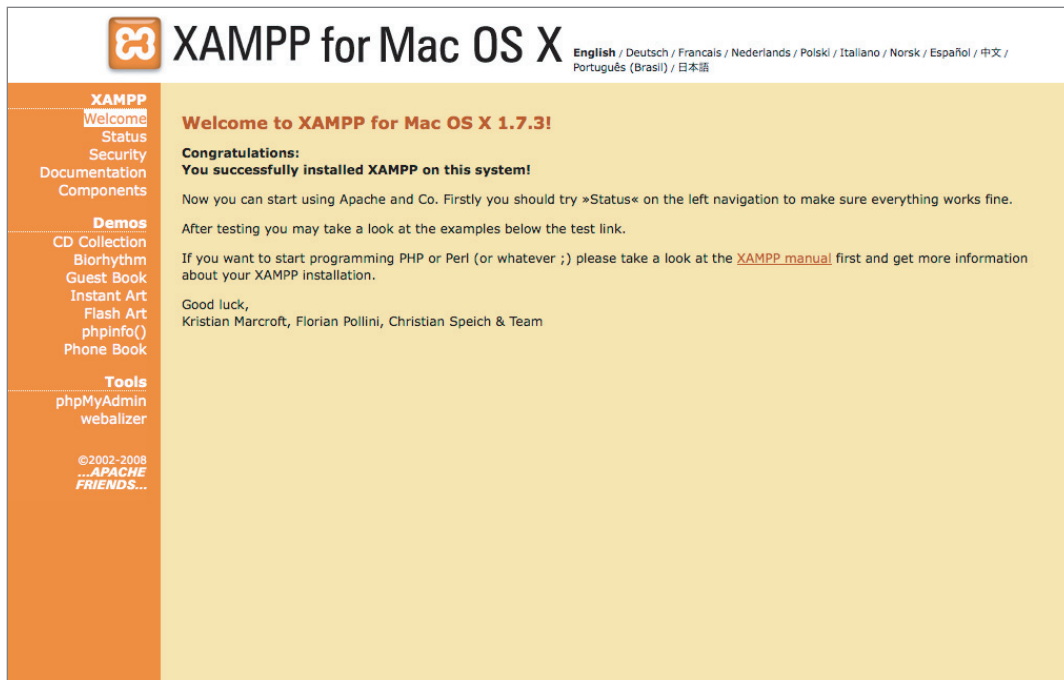 XAMPP for Mac OS X
English / Deutsch / Francais / Nederlands / Polski / Italiano / Norsk / Español / 中文 /
Português (Brasil) / 日本語
XAMPP
Welcome
Status
Security
Documentation
Components
Demos
CD Collection
Biorhythm
Guest Book
Instant Art
Flash Art
phpinfo()
Phone Book
Tools
phpMyAdmin
webalizer
©2002-2008
...APACHE
FRIENDS...
Welcome to XAMPP for Mac OS X 1.7.3!
Congratulations:
You successfully installed XAMPP on this system!
Now you can start using Apache and Co. Firstly you should try »Status« on the left navigation to make sure everything works fine.
After testing you may take a look at the examples below the test link.
If you want to start programming PHP or Perl (or whatever ;) please take a look at the XAMPP manual first and get more information
about your XAMPP installation.
Good luck,
Kristian Marcroft, Florian Pollini, Christian Speich & Team